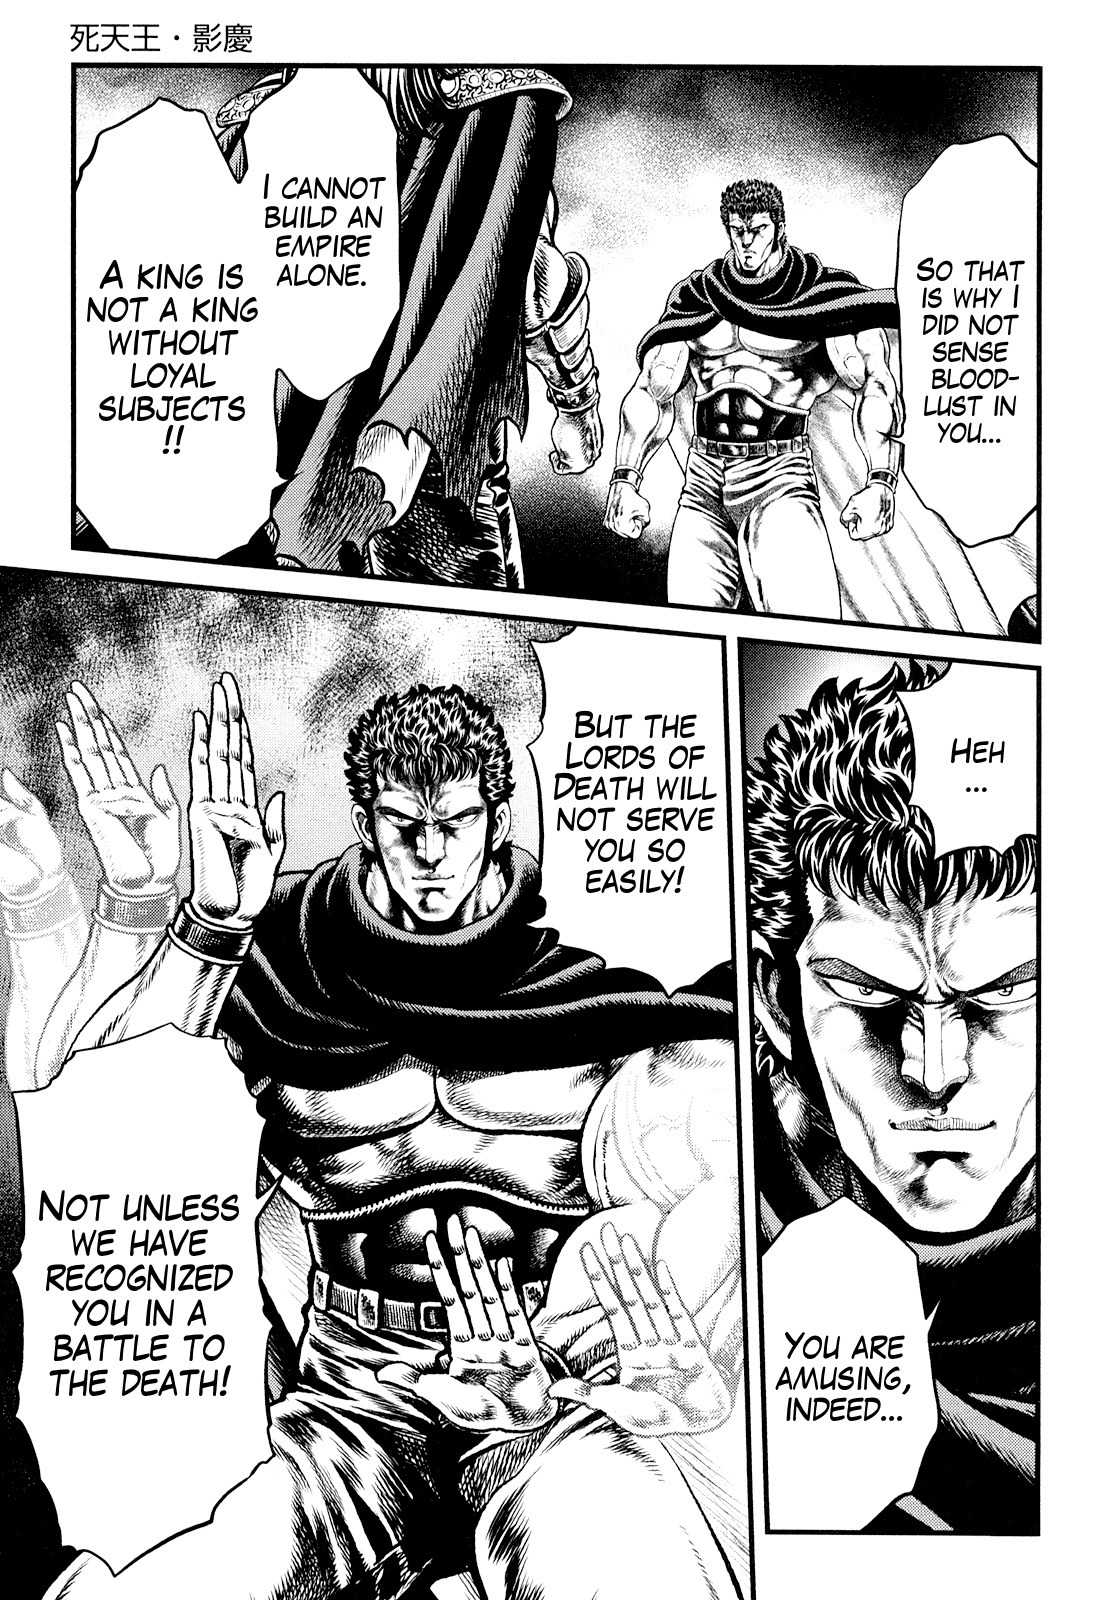 死天王・影慶
SO THAT
IS WHY I
DID NOT
SENSE
BLOOD-
LUST IN
YOU...
I CANNOT
BUILD AN
EMPIRE
ALONE.
A KING IS
NOT A KING
WITHOUT
LOYAL
SUBJECTS
!!
HEH
...
YOU ARE
AMUSING,
INDEED...
BUT THE
LORDS OF
DEATH WILL
NOT SERVE
YOU SO
EASILY!
NOT UNLESS
WE HAVE
RECOGNIZED
YOU IN A
BATTLE TO
THE DEATH!